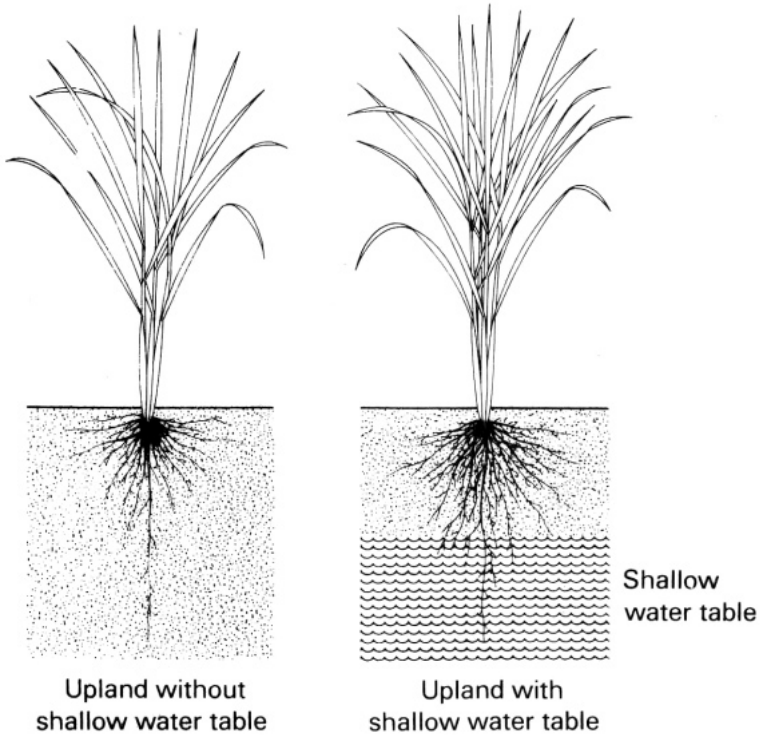 Shallow
water table
Upland without
shallow water table
Upland with
shallow water table